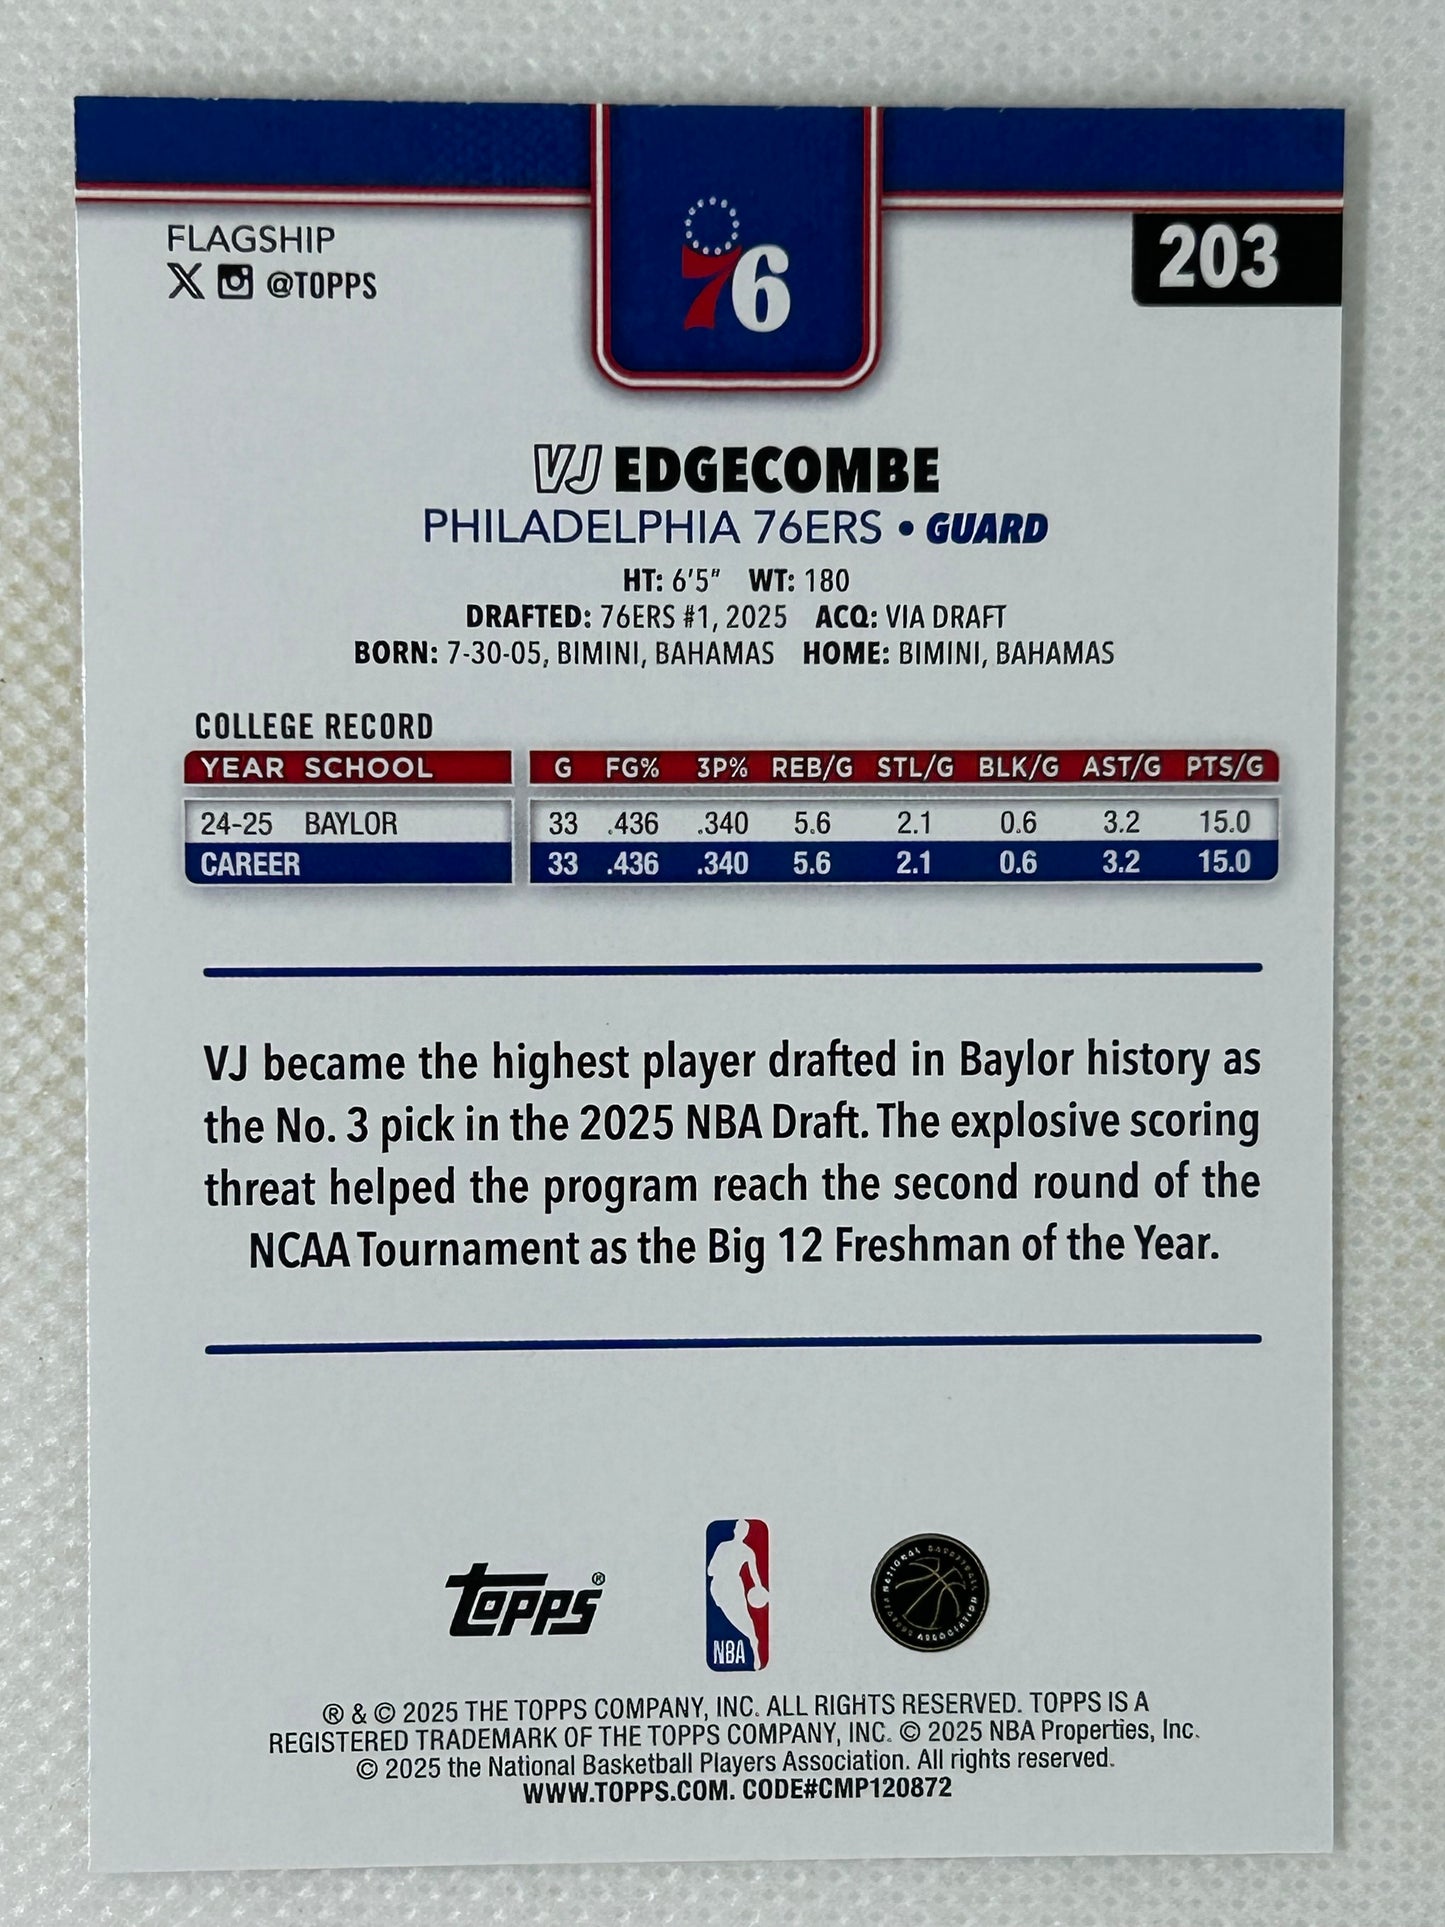 FLAGSHIP
203
X @TOPPS
76
VJ EDGECOMBE
PHILADELPHIA 76ERS • GUARD
HT: 6'5" WT: 180
DRAFTED: 76ERS #1, 2025 ACQ: VIA DRAFT
BORN: 7-30-05, BIMINI, BAHAMAS HOME: BIMINI, BAHAMAS
COLLEGE RECORD
YEAR SCHOOL G FG% 3P% REB/G STL/G BLK/G AST/G PTS/G
24-25 BAYLOR 33 .436 .340 5.6 2.1 0.6 3.2 15.0
CAREER 33 .436 .340 5.6 2.1 0.6 3.2 15.0
VJ became the highest player drafted in Baylor history as
the No. 3 pick in the 2025 NBA Draft. The explosive scoring
threat helped the program reach the second round of the
NCAA Tournament as the Big 12 Freshman of the Year.
Topps®
NBA
NATIONAL BASKETBALL PLAYERS ASSOCIATION
® & © 2025 THE TOPPS COMPANY, INC. ALL RIGHTS RESERVED. TOPPS IS A
REGISTERED TRADEMARK OF THE TOPPS COMPANY, INC. © 2025 NBA Properties, Inc.
© 2025 the National Basketball Players Association. All rights reserved.
WWW.TOPPS.COM. CODE#CMP120872